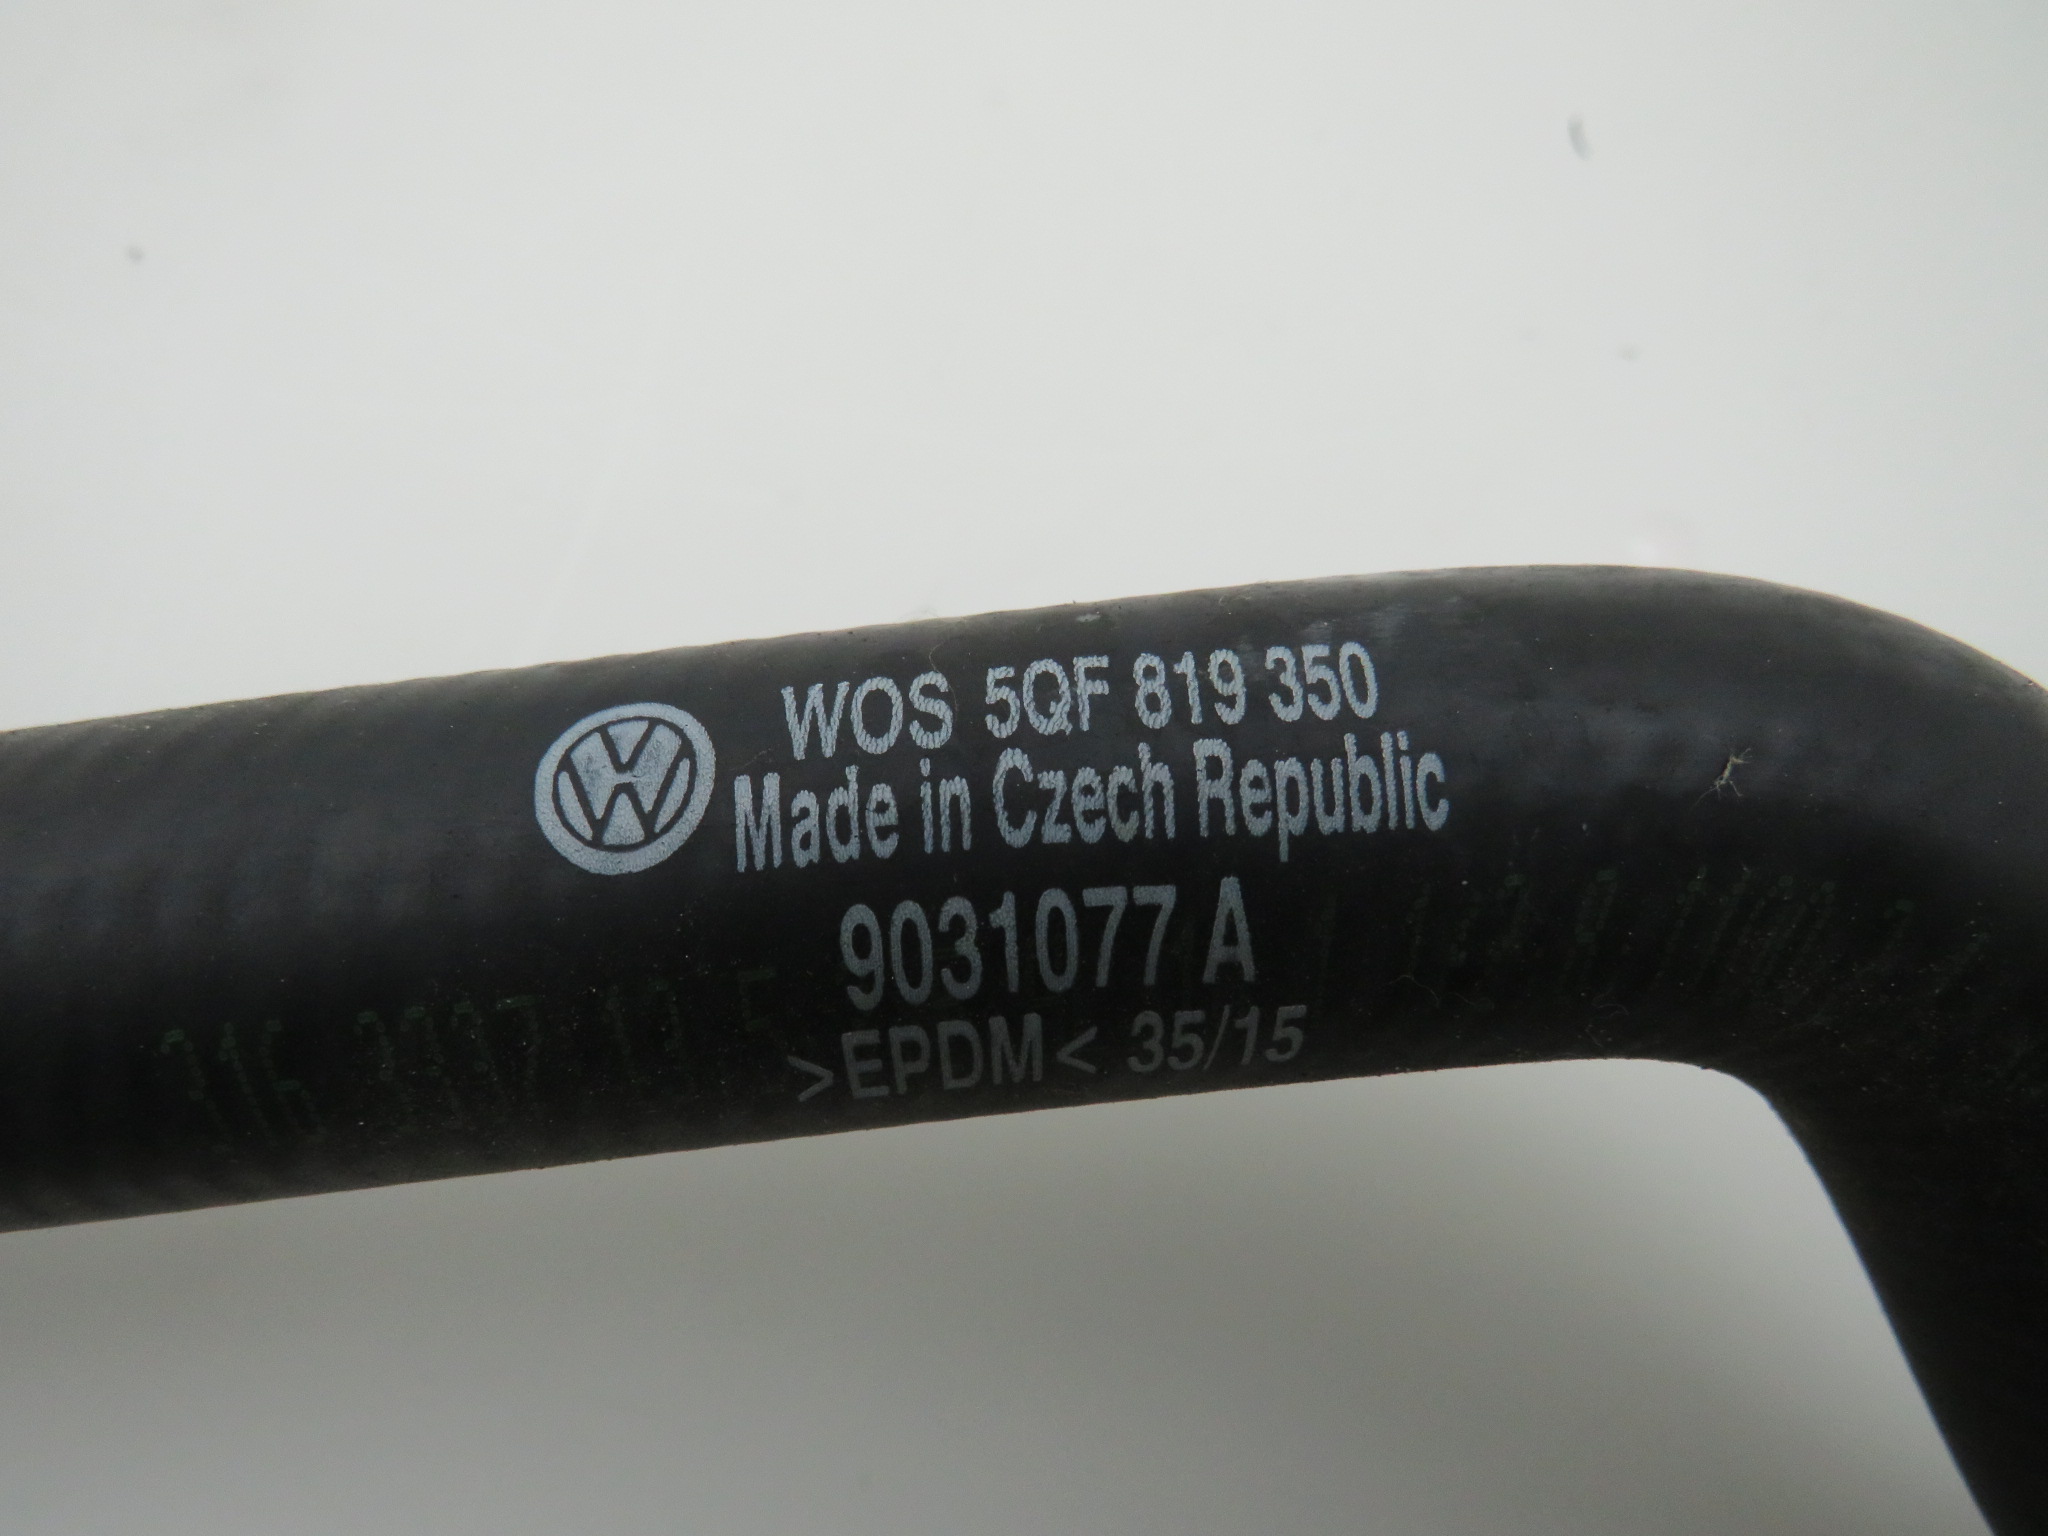 WOS 5QF 819 350
Made in Czech Republic
9031077 A
>EPDM< 35/15